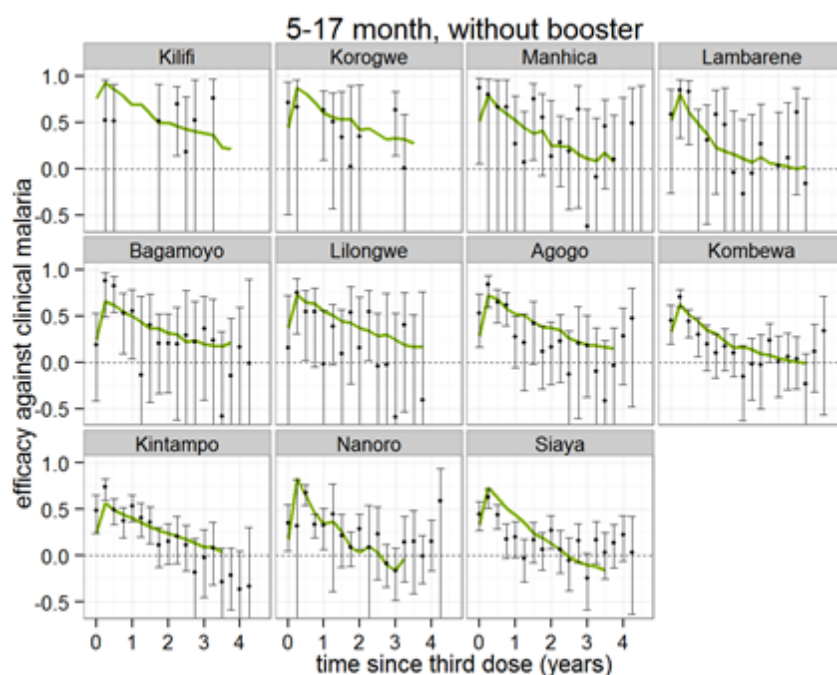 5-17 month, without booster
Kilifi Korogwe Manhica Lambarene
1.0
0.5
0.0
-0.5
Bagamoyo Lilongwe Agogo Kombewa
1.0
0.5
0.0
-0.5
Kintampo Nanoro Siaya
1.0
0.5
0.0
-0.5
efficacy against clinical malaria
0 1 2 3 4 0 1 2 3 4 0 1 2 3 4
time since third dose (years)